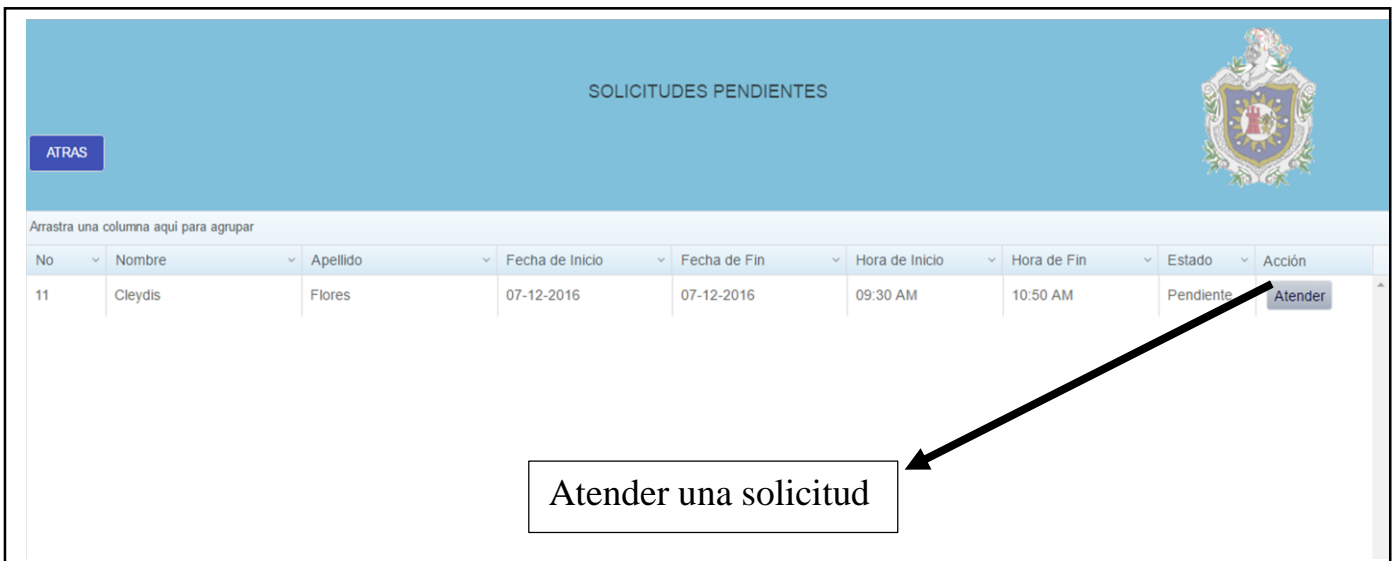 SOLICITUDES PENDIENTES
ATRAS
Arrastra una columna aqui para agrupar
No Nombre Apellido Fecha de Inicio Fecha de Fin Hora de Inicio Hora de Fin Estado Acción
11 Cleydis Flores 07-12-2016 07-12-2016 09:30 AM 10:50 AM Pendiente Atender
Atender una solicitud